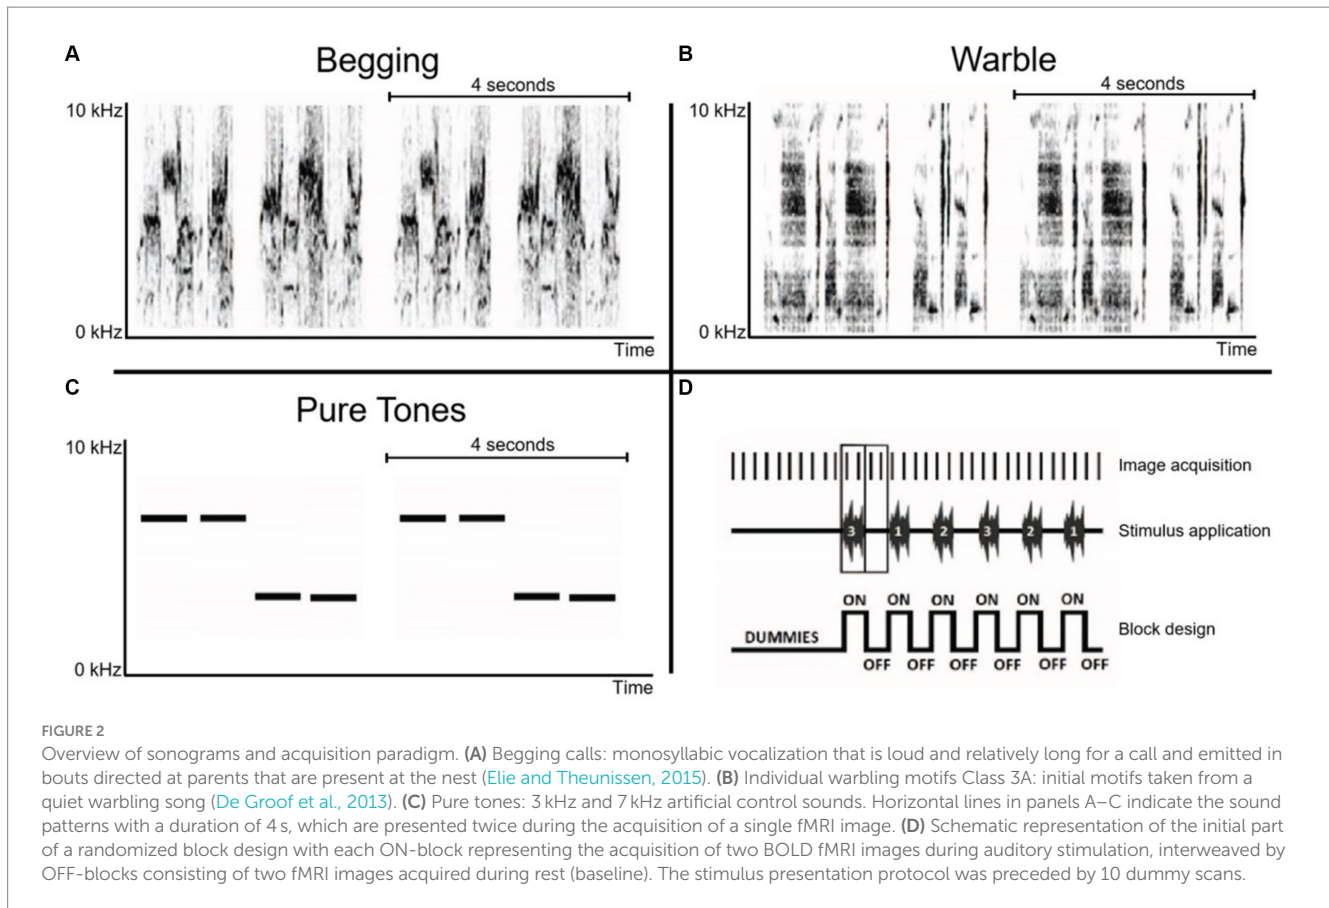 A
Begging
4 seconds
10 kHz
0 kHz
Time
B
Warble
4 seconds
10 kHz
0 kHz
Time
C
Pure Tones
4 seconds
10 kHz
0 kHz
Time
D
Image acquisition
3 1 2 3 2 1
Stimulus application
ON ON ON ON ON ON
DUMMIES
Block design
OFF OFF OFF OFF OFF OFF
FIGURE 2
Overview of sonograms and acquisition paradigm. (A) Begging calls: monosyllabic vocalization that is loud and relatively long for a call and emitted in
bouts directed at parents that are present at the nest (Elie and Theunissen, 2015). (B) Individual warbling motifs Class 3A: initial motifs taken from a
quiet warbling song (De Groof et al., 2013). (C) Pure tones: 3 kHz and 7 kHz artificial control sounds. Horizontal lines in panels A–C indicate the sound
patterns with a duration of 4 s, which are presented twice during the acquisition of a single fMRI image. (D) Schematic representation of the initial part
of a randomized block design with each ON-block representing the acquisition of two BOLD fMRI images during auditory stimulation, interweaved by
OFF-blocks consisting of two fMRI images acquired during rest (baseline). The stimulus presentation protocol was preceded by 10 dummy scans.